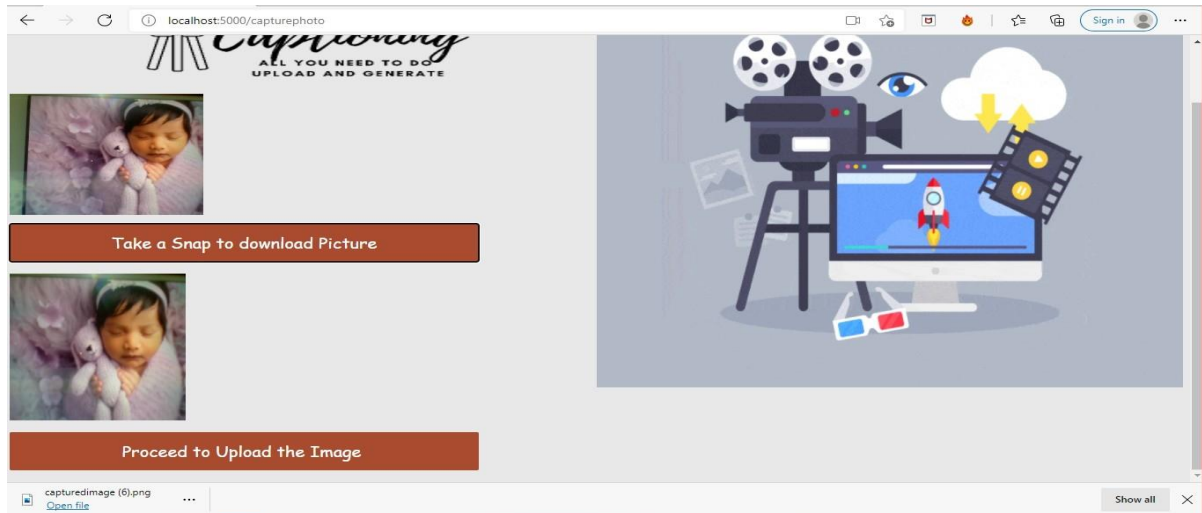 localhost:5000/capturephoto
Sign in
Captioning
ALL YOU NEED TO DO
UPLOAD AND GENERATE
Take a Snap to download Picture
Proceed to Upload the Image
capturedimage (6).png
Open file
Show all